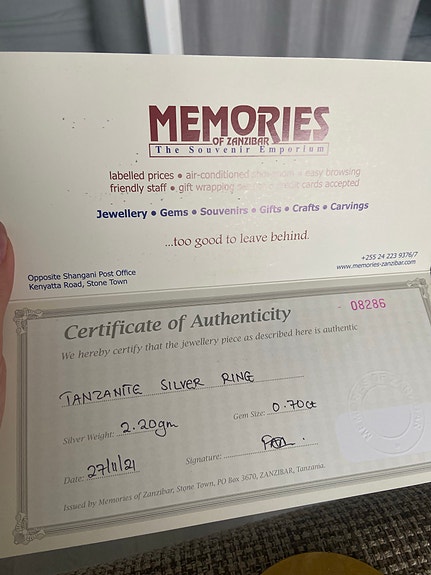 MEMORIES
OF ZANZIBAR
The Souvenir Emporium
labelled prices • air-conditioned • easy browsing
friendly staff • gift wrapping cards accepted
Jewellery • Gems • Souvenirs • Gifts • Crafts • Carvings
...too good to leave behind.
Opposite Shangani Post Office
Kenyatta Road, Stone Town
+255 24 223 9376/7
www.memories-zanzibar.com
08286
Certificate of Authenticity
We hereby certify that the jewellery piece as described here is authentic
TANZANITE SILVER RING
Silver Weight: 2.20gm Gem Size: 0.70ct
Date: 27/11/21 Signature:
Issued by Memories of Zanzibar, Stone Town, PO Box 3670, ZANZIBAR, Tanzania.